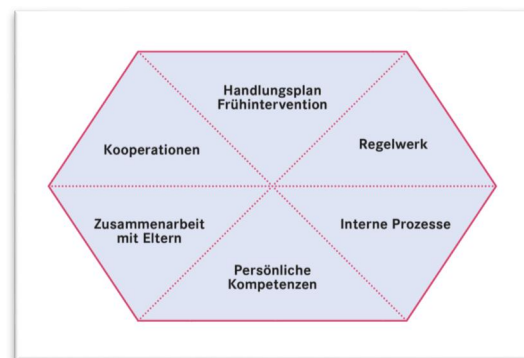 Handlungsplan
Frühintervention
Kooperationen
Regelwerk
Zusammenarbeit
mit Eltern
Interne Prozesse
Persönliche
Kompetenzen